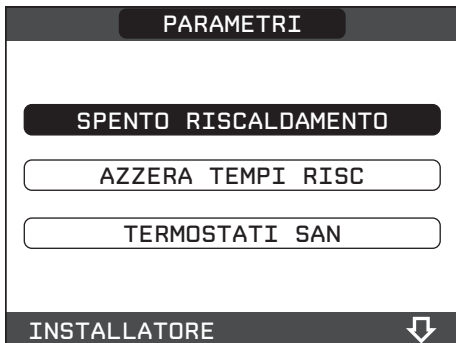 PARAMETRI
SPENTO RISCALDAMENTO
AZZERA TEMPI RISC
TERMOSTATI SAN
INSTALLATORE